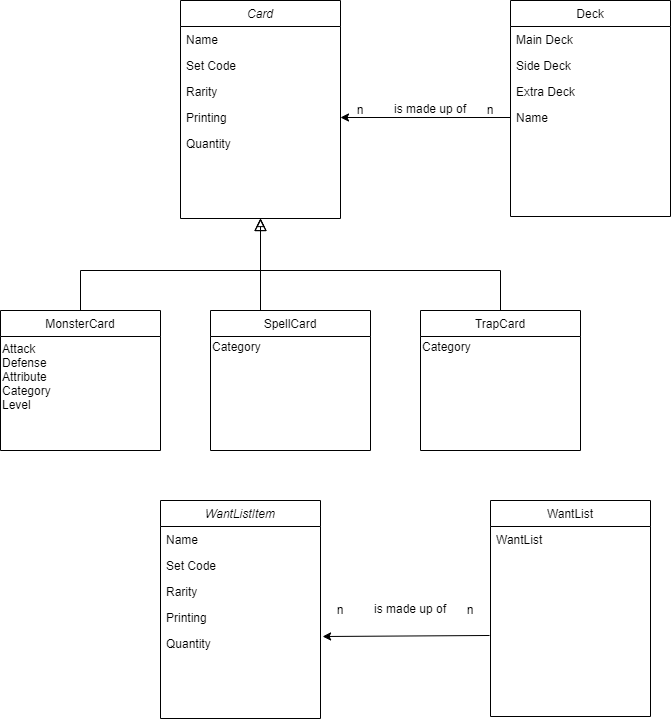 Card
Name
Set Code
Rarity
Printing
Quantity
n
is made up of
n
Deck
Main Deck
Side Deck
Extra Deck
Name
MonsterCard
Attack
Defense
Attribute
Category
Level
SpellCard
Category
TrapCard
Category
WantListItem
Name
Set Code
Rarity
Printing
Quantity
n
is made up of
n
WantList
WantList